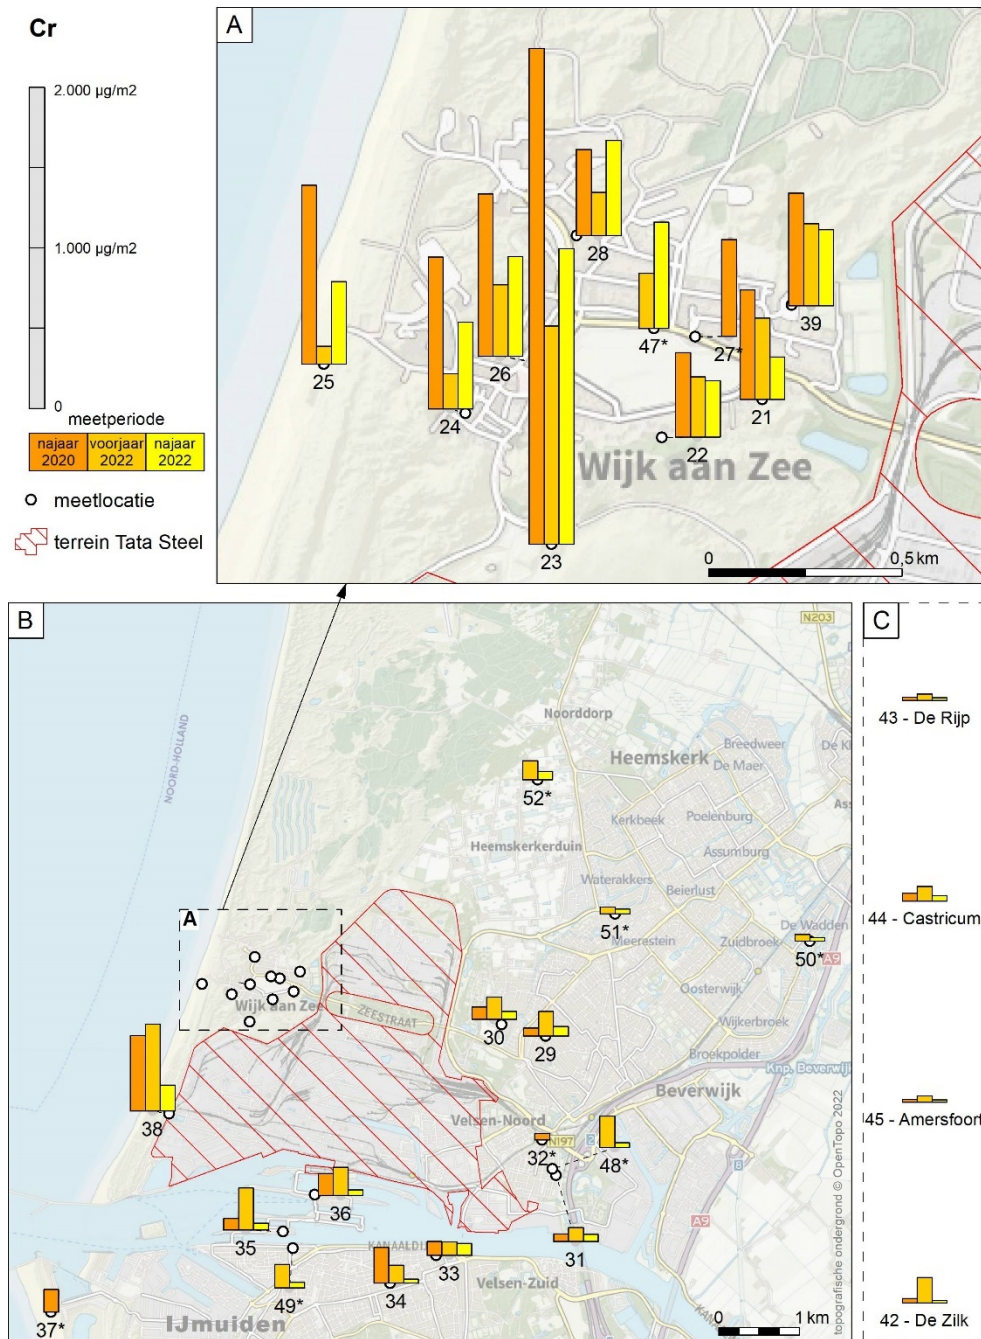 Cr
2.000 µg/m2
1.000 µg/m2
0
meetperiode
najaar 2020
voorjaar 2022
najaar 2022
meetlocatie
terrein Tata Steel
A
28
25
26
24
47*
27*
39
21
22
23
Wijk aan Zee
0 0,5 km
B
N203
NOORD-HOLLAND
Noorddorp
Heemskerk
Breedweer
De Maer
52*
Kerkbeek
Poelenburg
Heemskerkerduin
Assumburg
Waterakkers
Beierlust
51*
Meerestein
De Wadden
Zuidbroek
50*
A9
A
Wijk aan Zee
ZEESTRAAT
Oosterwijk
30
29
Wijkerbroek
Broekpolder
Knp. Beverwijk
Beverwijk
38
Velsen-Noord
N197
32*
48*
36
35
A9
31
33
34
49*
Velsen-Zuid
IJmuiden
37*
0 1 km
topografische ondergrond © OpenTopo 2022
C
43 - De Rijp
44 - Castricum
45 - Amersfoort
42 - De Zilk